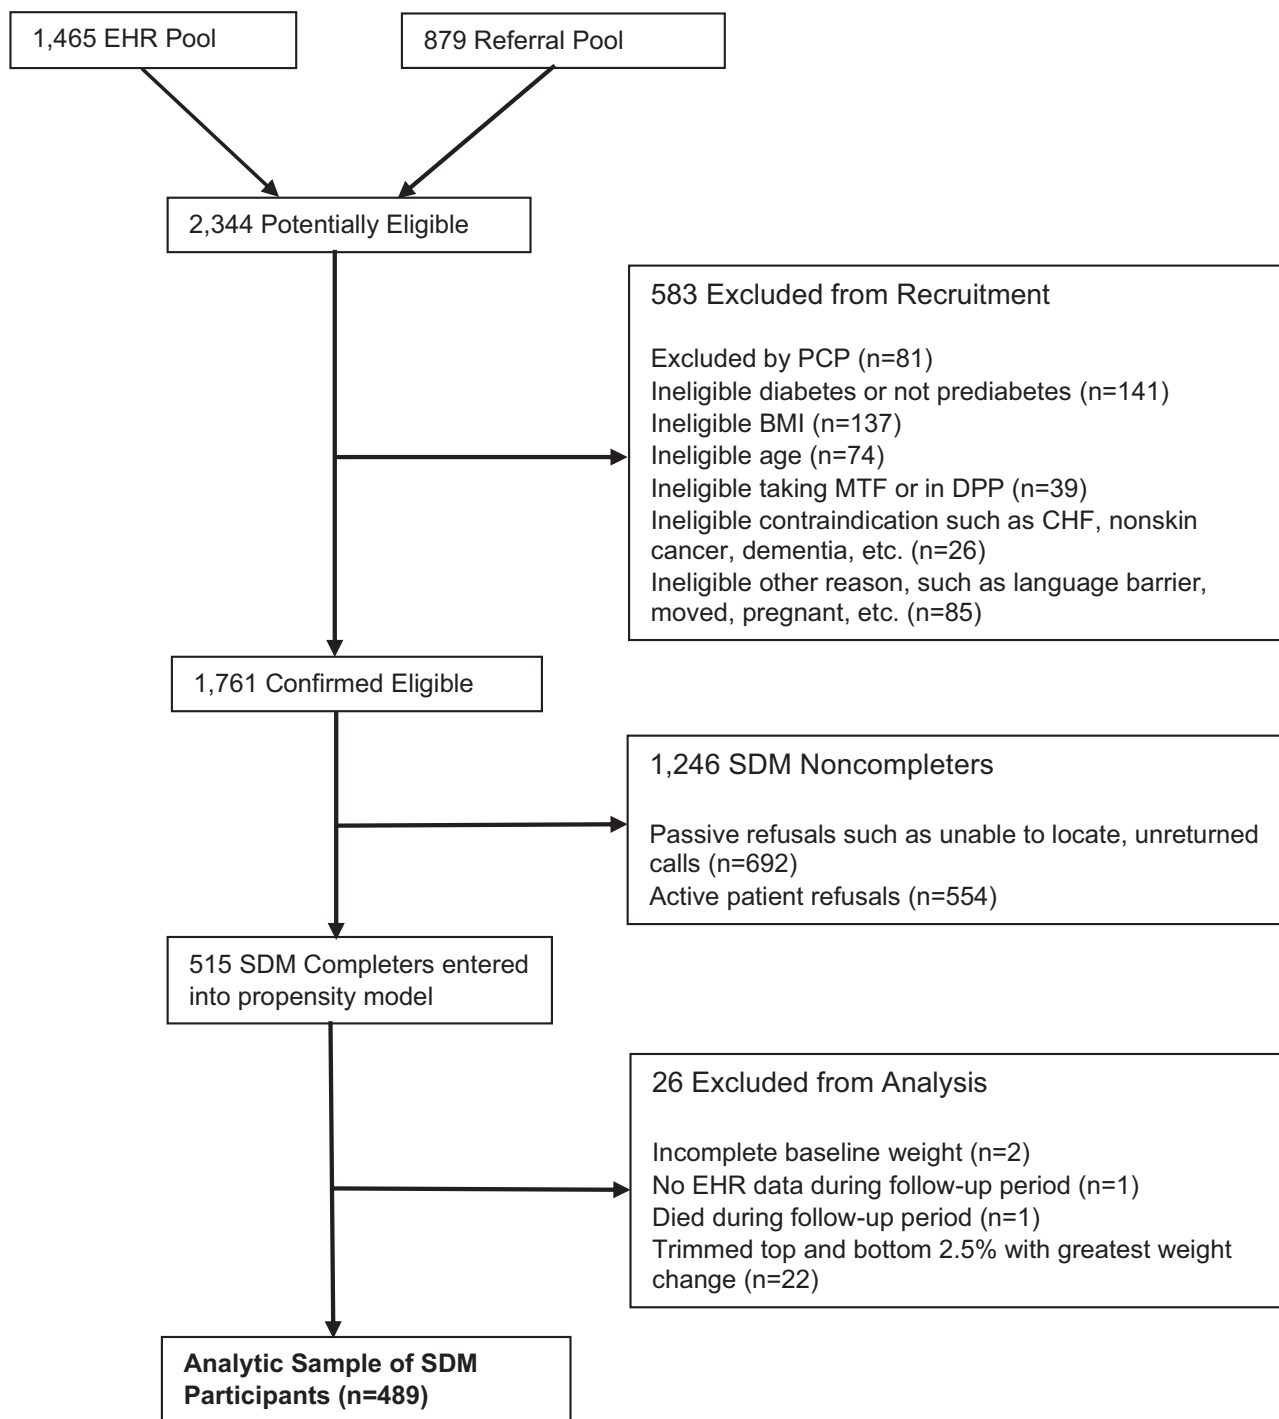 1,465 EHR Pool
879 Referral Pool
2,344 Potentially Eligible
583 Excluded from Recruitment
Excluded by PCP (n=81)
Ineligible diabetes or not prediabetes (n=141)
Ineligible BMI (n=137)
Ineligible age (n=74)
Ineligible taking MTF or in DPP (n=39)
Ineligible contraindication such as CHF, nonskin
cancer, dementia, etc. (n=26)
Ineligible other reason, such as language barrier,
moved, pregnant, etc. (n=85)
1,761 Confirmed Eligible
1,246 SDM Noncompleters
Passive refusals such as unable to locate, unreturned
calls (n=692)
Active patient refusals (n=554)
515 SDM Completers entered
into propensity model
26 Excluded from Analysis
Incomplete baseline weight (n=2)
No EHR data during follow-up period (n=1)
Died during follow-up period (n=1)
Trimmed top and bottom 2.5% with greatest weight
change (n=22)
Analytic Sample of SDM
Participants (n=489)